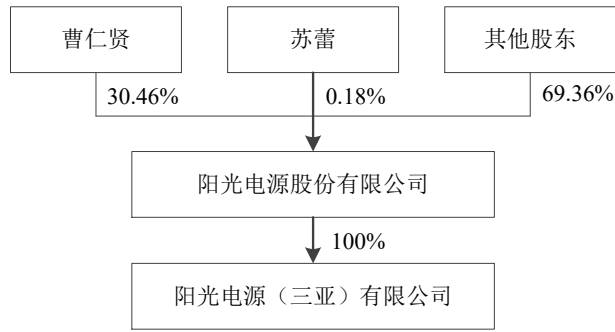 曹仁贤
苏蕾
其他股东
30.46%
0.18%
69.36%
阳光电源股份有限公司
100%
阳光电源（三亚）有限公司